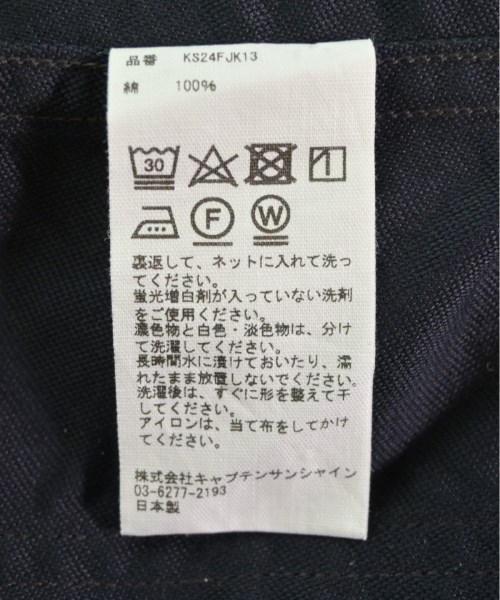 品番 KS24FJK13
綿 100%
30
F W
裏返して、ネットに入れて洗っ
てください。
蛍光増白剤が入っていない洗剤
をご使用ください。
濃色物と白色・淡色物は、分け
て洗濯してください。
長時間水に漬けておいたり、濡
れたまま放置しないでください。
洗濯後は、すぐに形を整えて干
してください。
アイロンは、当て布をしてかけ
てください。
株式会社キャプテンサンシャイン
03-6277-2193
日本製